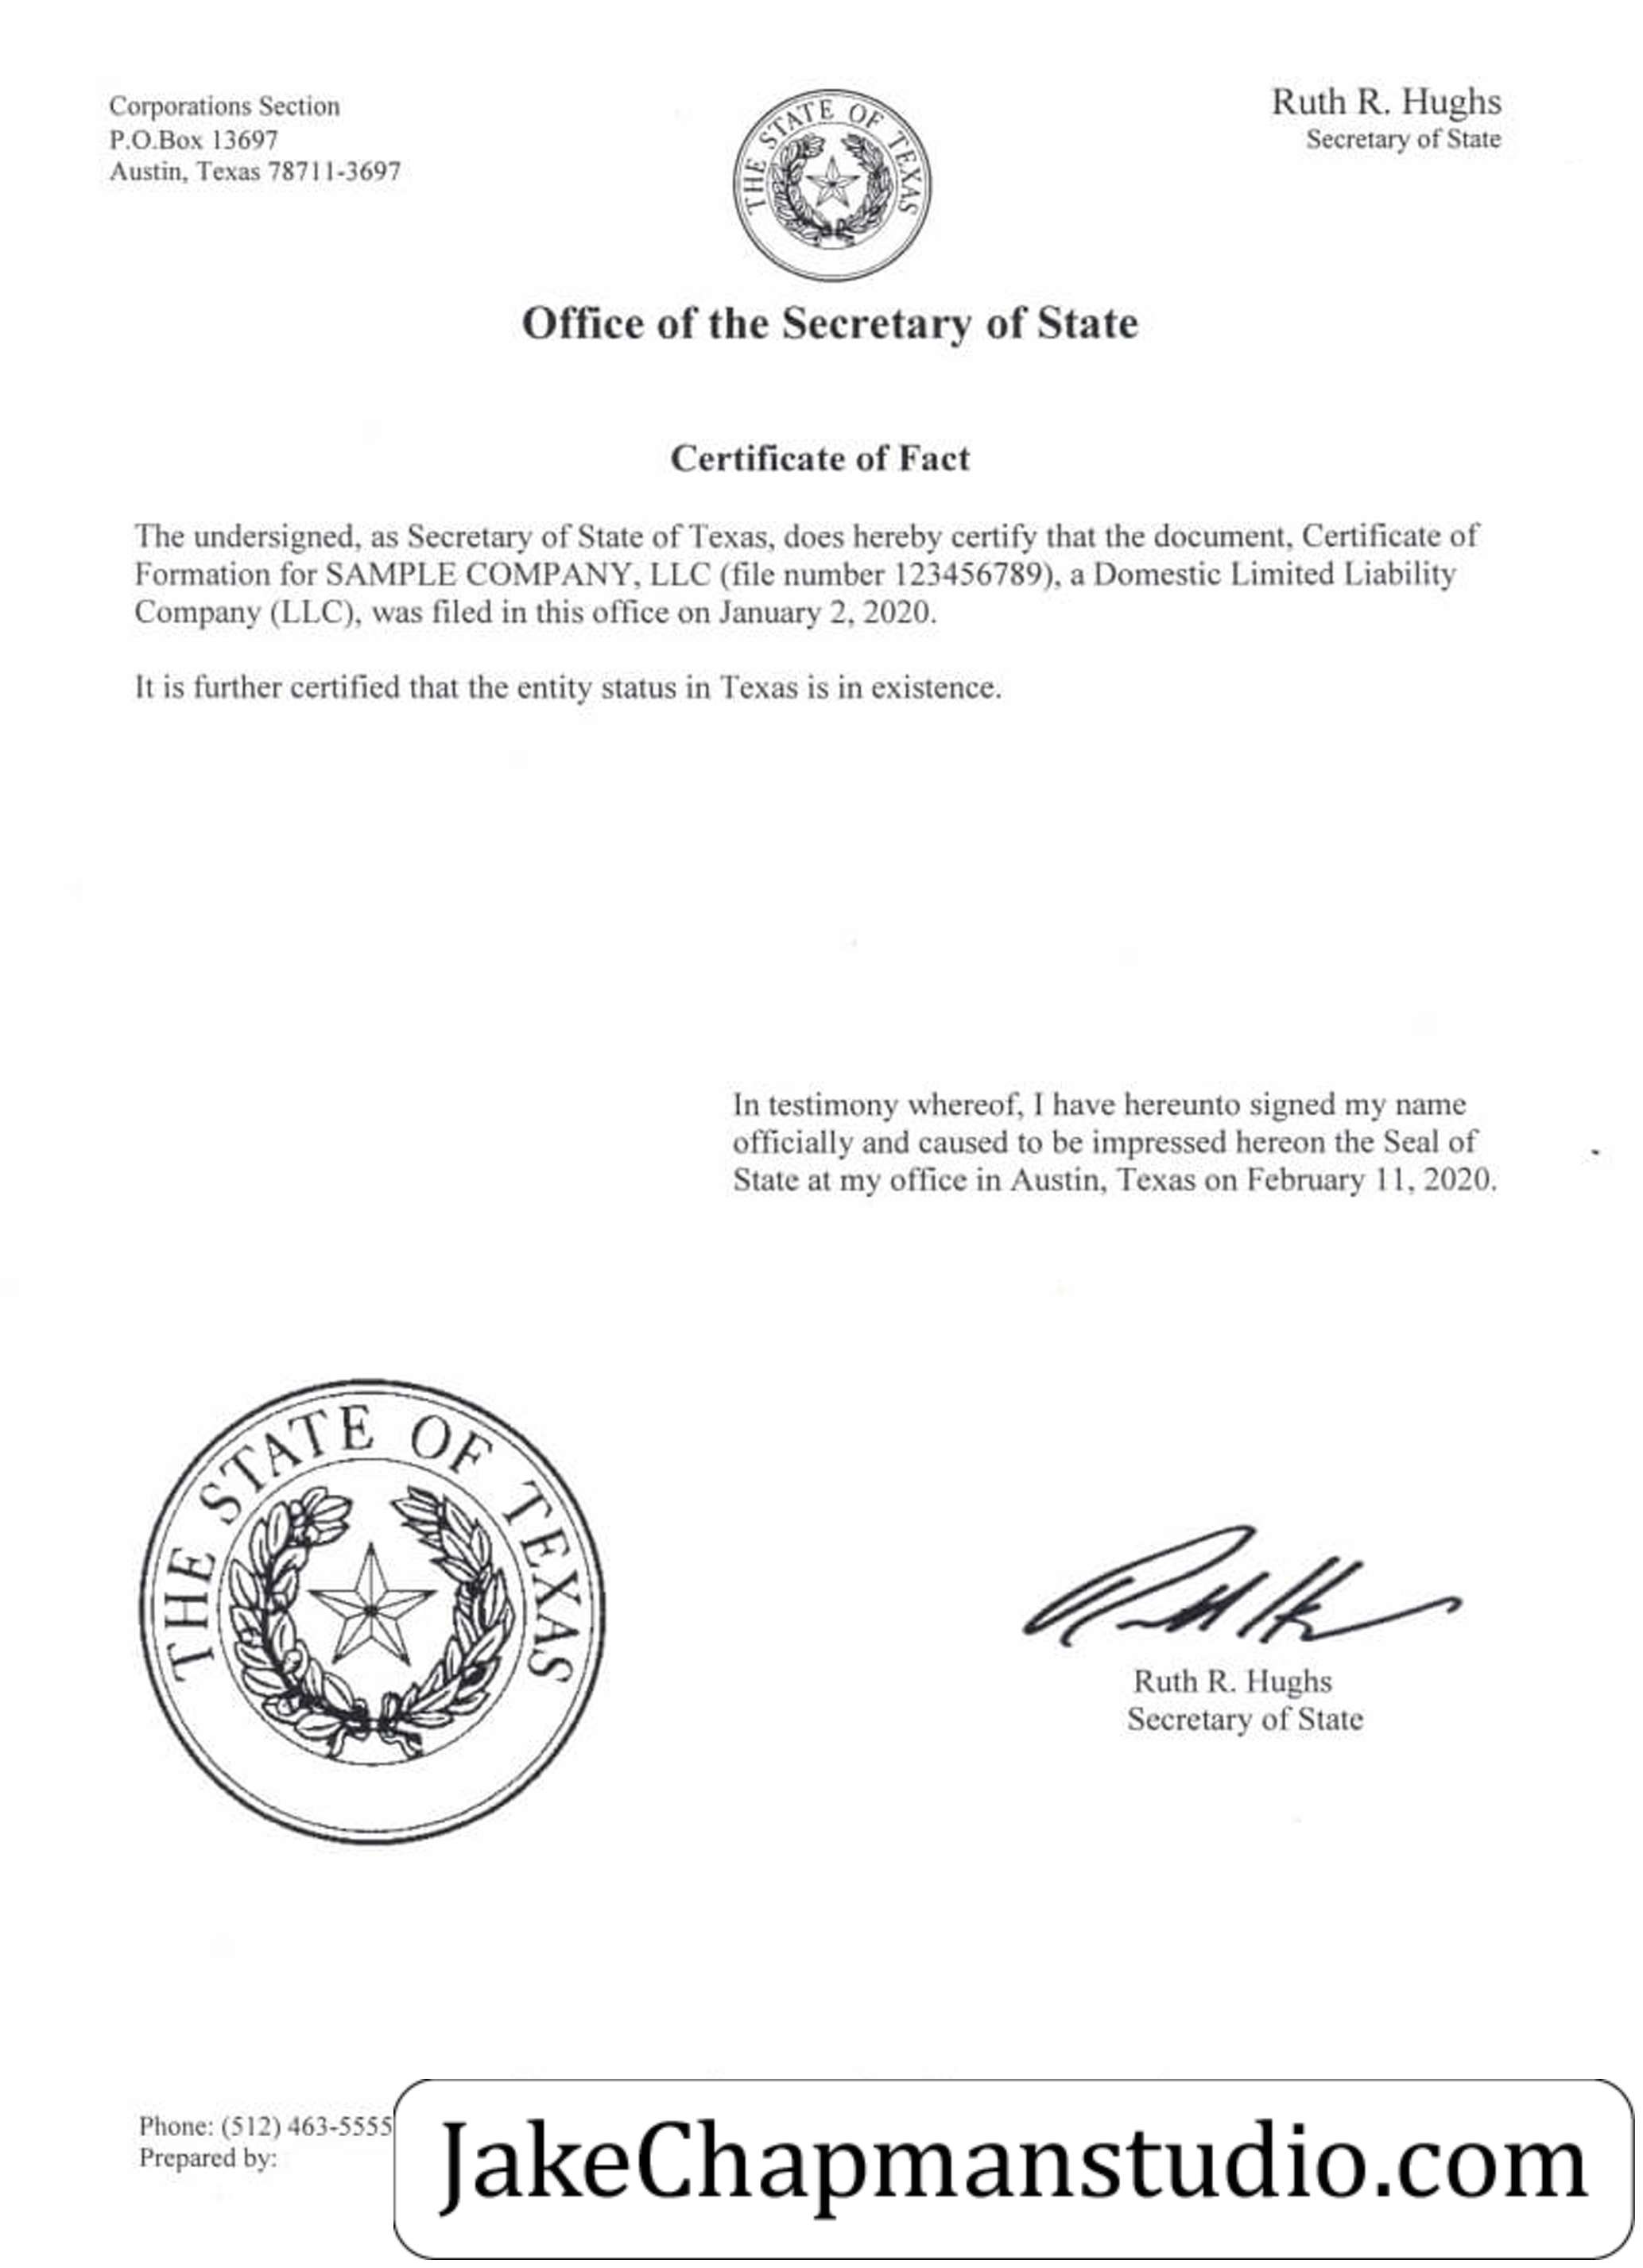 Corporations Section
P.O.Box 13697
Austin, Texas 78711-3697
THE STATE OF TEXAS
Ruth R. Hughs
Secretary of State
Office of the Secretary of State
Certificate of Fact
The undersigned, as Secretary of State of Texas, does hereby certify that the document, Certificate of
Formation for SAMPLE COMPANY, LLC (file number 123456789), a Domestic Limited Liability
Company (LLC), was filed in this office on January 2, 2020.
It is further certified that the entity status in Texas is in existence.
In testimony whereof, I have hereunto signed my name
officially and caused to be impressed hereon the Seal of
State at my office in Austin, Texas on February 11, 2020.
THE STATE OF TEXAS
Ruth R. Hughs
Secretary of State
Phone: (512) 463-5555
Prepared by:
JakeChapmanstudio.com